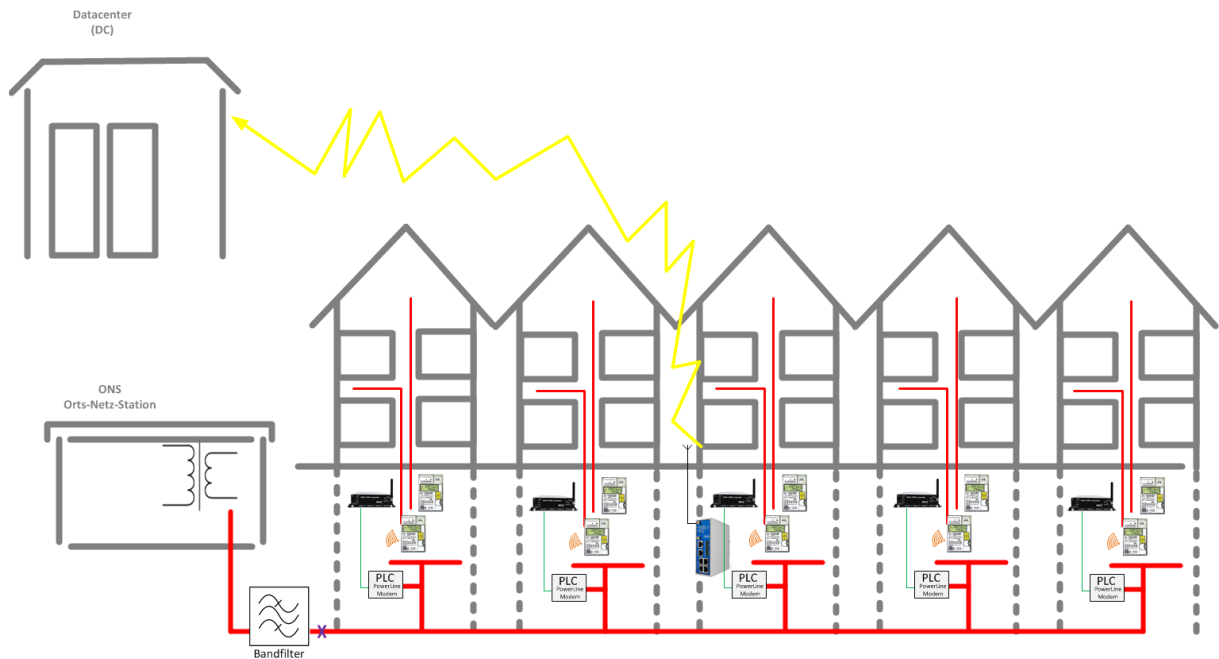 Datacenter
(DC)
ONS
Orts-Netz-Station
PLC
PowerLine
Modem
PLC
PowerLine
Modem
PLC
PowerLine
Modem
PLC
PowerLine
Modem
PLC
PowerLine
Modem
Bandfilter